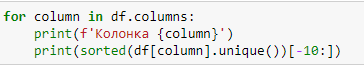 for column in df.columns:
    print(f'Колонка {column}')
    print(sorted(df[column].unique())[-10:])